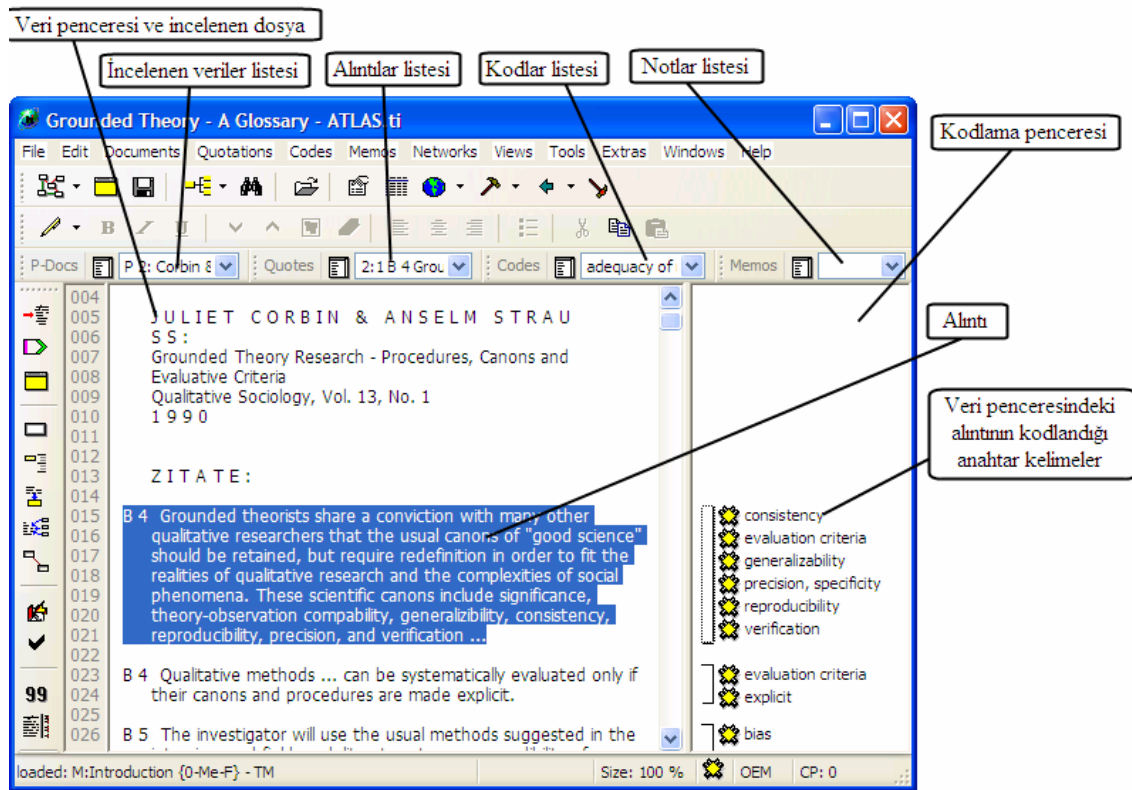 Veri penceresi ve incelenen dosya
İncelenen veriler listesi
Alıntılar listesi
Kodlar listesi
Notlar listesi
Kodlama penceresi
Grounded Theory - A Glossary - ATLAS.ti
File Edit Documents Quotations Codes Memos Networks Views Tools Extras Windows Help
B I U
P-Docs P 2: Corbin & Quotes 2:1 B 4 Grou Codes adequacy of Memos
004
005 JULIET CORBIN & ANSELM STRAU
006 SS:
007 Grounded Theory Research - Procedures, Canons and
008 Evaluative Criteria
009 Qualitative Sociology, Vol. 13, No. 1
010 1990
011
012
013 ZITATE:
014
015 B 4 Grounded theorists share a conviction with many other
016 qualitative researchers that the usual canons of "good science"
017 should be retained, but require redefinition in order to fit the
018 realities of qualitative research and the complexities of social
019 phenomena. These scientific canons include significance,
020 theory-observation compability, generalizibility, consistency,
021 reproducibility, precision, and verification ...
022
023 B 4 Qualitative methods ... can be systematically evaluated only if
024 their canons and procedures are made explicit.
025
026 B 5 The investigator will use the usual methods suggested in the
99
Alıntı
Veri penceresindeki
alıntının kodlandığı
anahtar kelimeler
consistency
evaluation criteria
generalizability
precision, specificity
reproducibility
verification
evaluation criteria
explicit
bias
loaded: M:Introduction {0-Me-F} - TM Size: 100 % OEM CP: 0